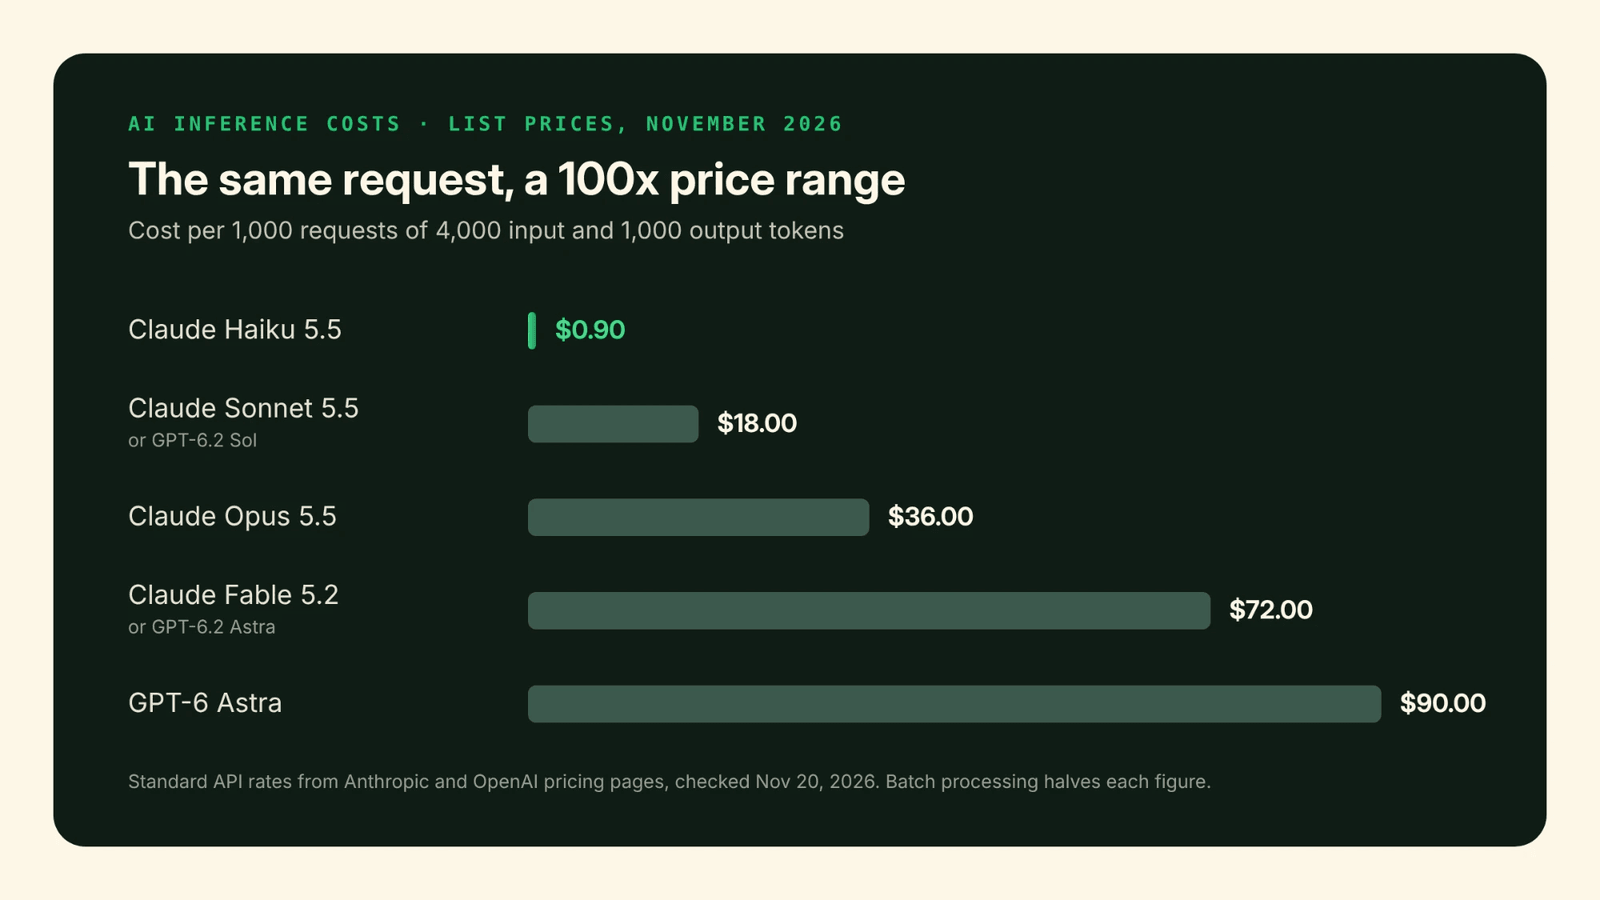 AI INFERENCE COSTS · LIST PRICES, NOVEMBER 2026
The same request, a 100x price range
Cost per 1,000 requests of 4,000 input and 1,000 output tokens
Claude Haiku 5.5
$0.90
Claude Sonnet 5.5
or GPT-6.2 Sol
$18.00
Claude Opus 5.5
$36.00
Claude Fable 5.2
or GPT-6.2 Astra
$72.00
GPT-6 Astra
$90.00
Standard API rates from Anthropic and OpenAI pricing pages, checked Nov 20, 2026. Batch processing halves each figure.